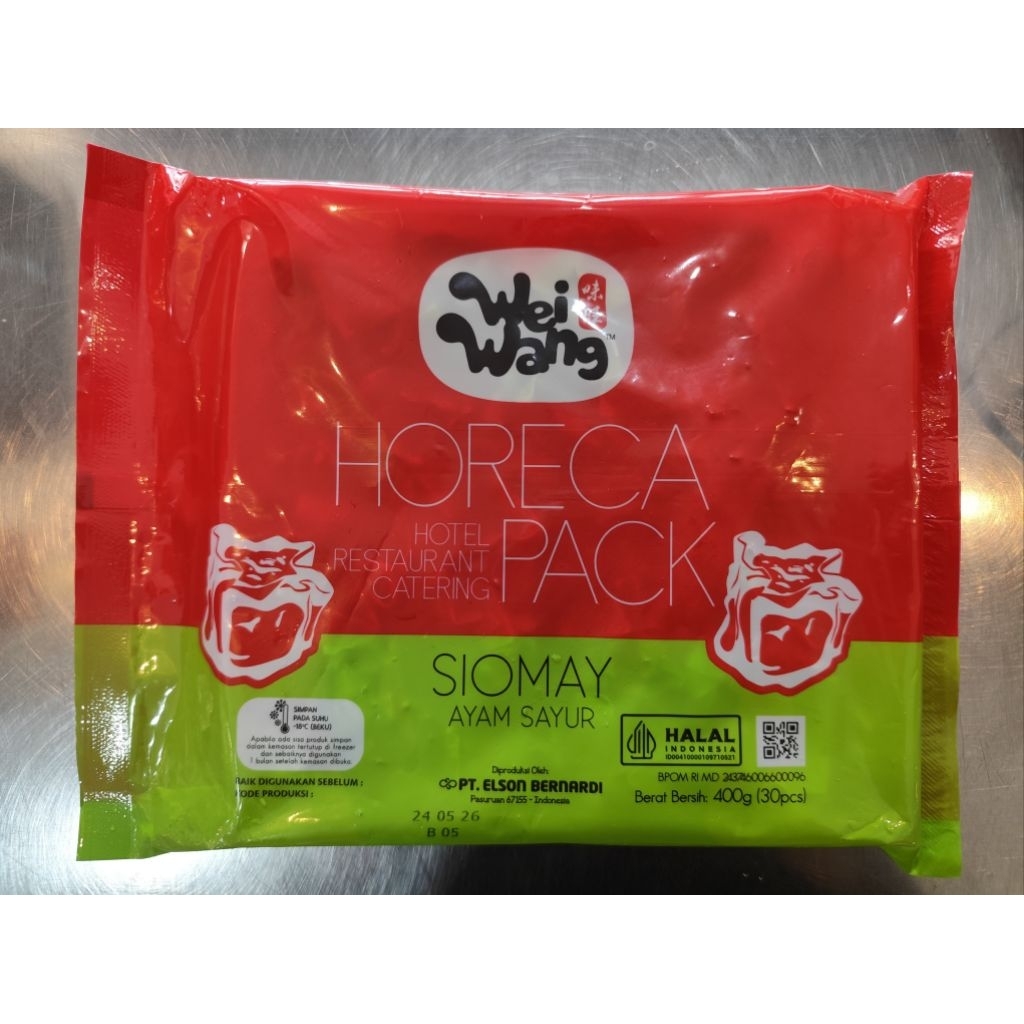 Wei
Wang
味
TM
HORECA
HOTEL
RESTAURANT
CATERING
PACK
SIOMAY
AYAM SAYUR
SIMPAN
PADA SUHU
-18°C (BEKU)
Apabila ada sisa produk simpan
dalam kemasan tertutup di freezer
dan sebaiknya digunakan
1 bulan setelah kemasan dibuka.
BAIK DIGUNAKAN SEBELUM :
KODE PRODUKSI :
24 05 26
B 05
Diproduksi Oleh:
PT. ELSON BERNARDI
Pasuruan 67155 - Indonesia
HALAL
INDONESIA
ID00410000109710521
BPOM RI MD 243746006600096
Berat Bersih: 400g (30pcs)